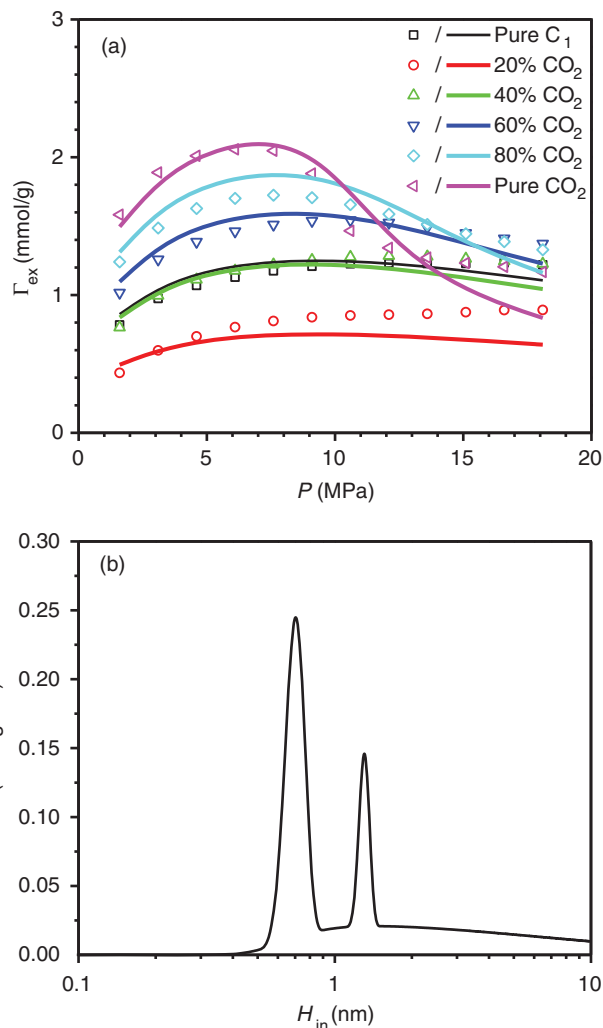 (a)
/ Pure C₁
/ 20% CO₂
/ 40% CO₂
/ 60% CO₂
/ 80% CO₂
/ Pure CO₂
3
2
1
0
Γex (mmol/g)
0 5 10 15 20
P (MPa)
(b)
0.30
0.25
0.20
0.15
0.10
0.05
0.00
0.1 1 10
Hin (nm)